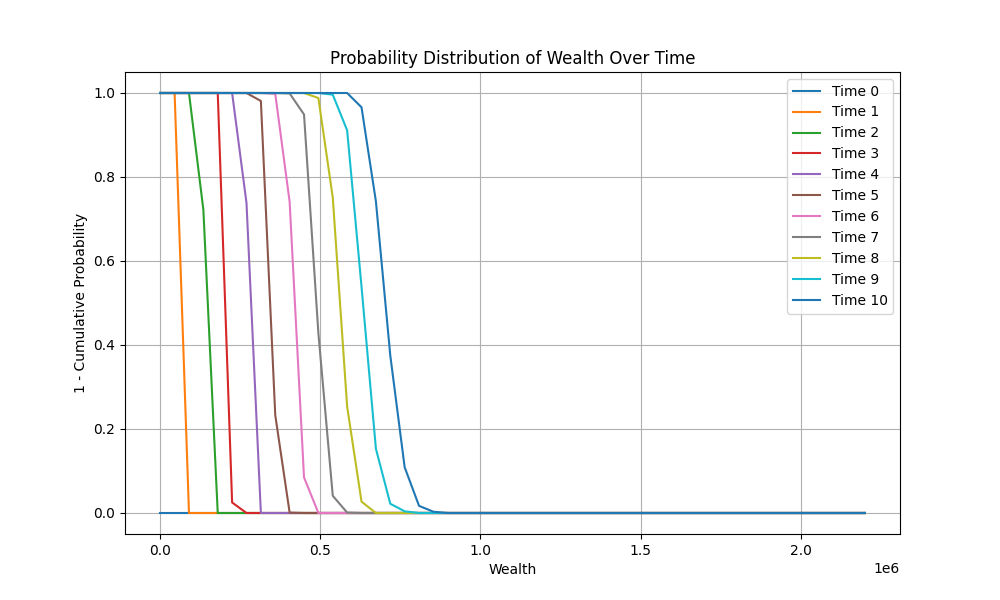 Probability Distribution of Wealth Over Time
1 - Cumulative Probability
1.0
0.8
0.6
0.4
0.2
0.0
0.0 0.5 1.0 1.5 2.0
1e6
Wealth
Time 0
Time 1
Time 2
Time 3
Time 4
Time 5
Time 6
Time 7
Time 8
Time 9
Time 10